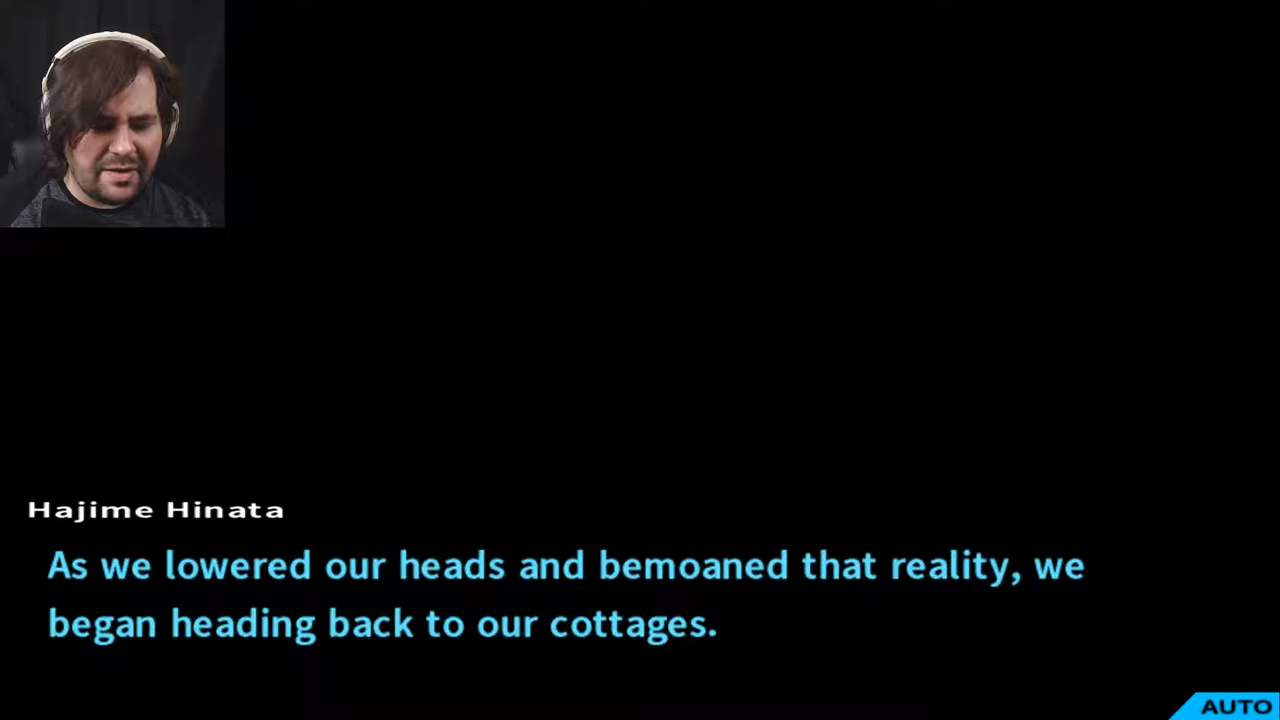 Hajime Hinata
As we lowered our heads and bemoaned that reality, we
began heading back to our cottages.
AUTO